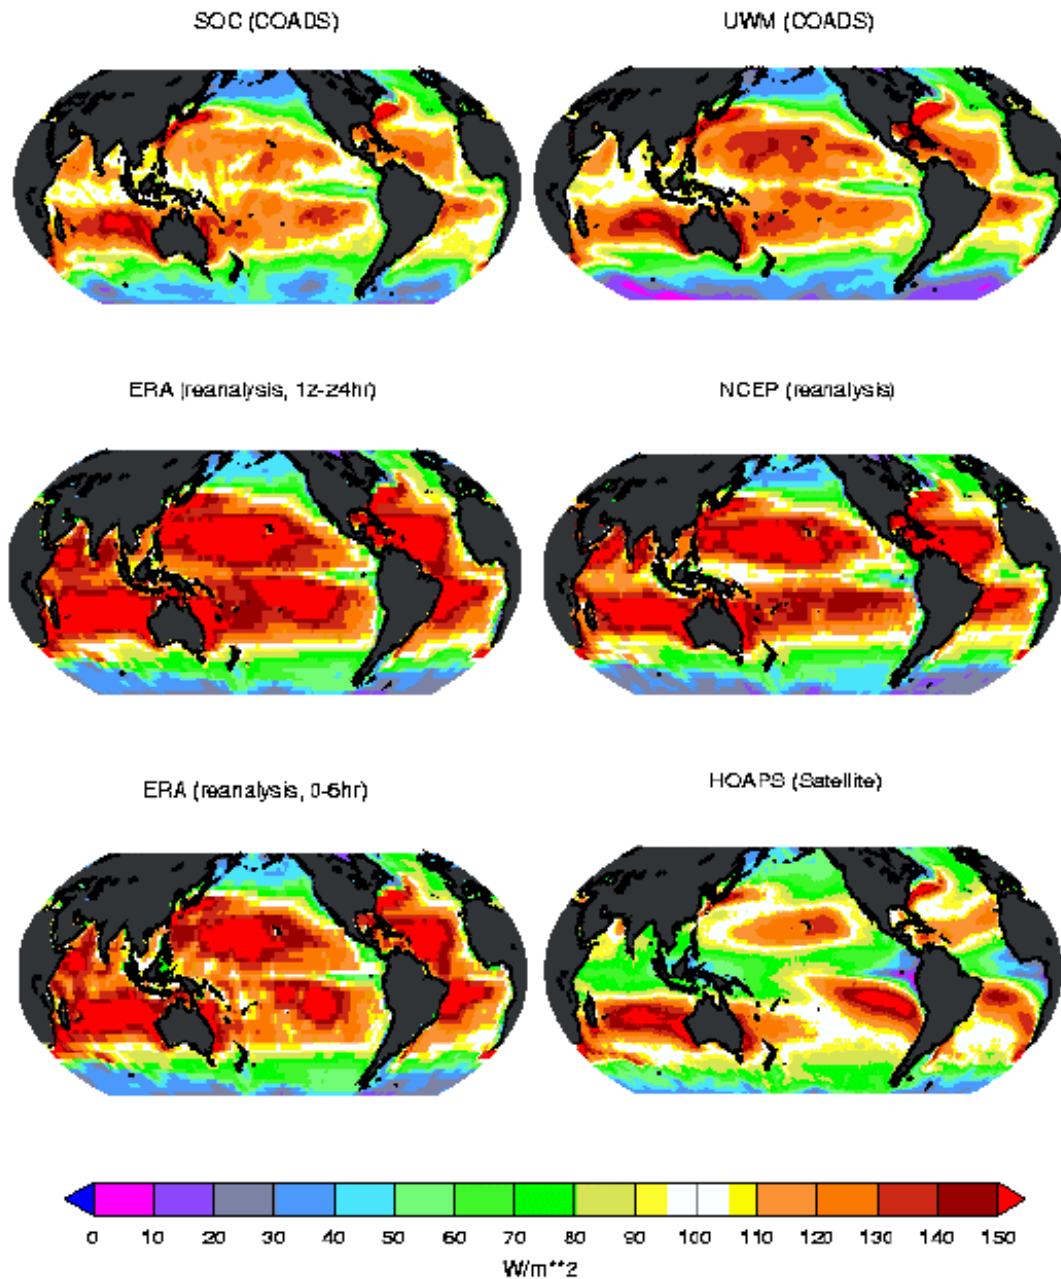 SOC (COADS)
UWM (COADS)
ERA (reanalysis, 12-24hr)
NCEP (reanalysis)
ERA (reanalysis, 0-6hr)
HOAPS (Satellite)
0 10 20 30 40 50 60 70 80 90 100 110 120 130 140 150
W/m**2